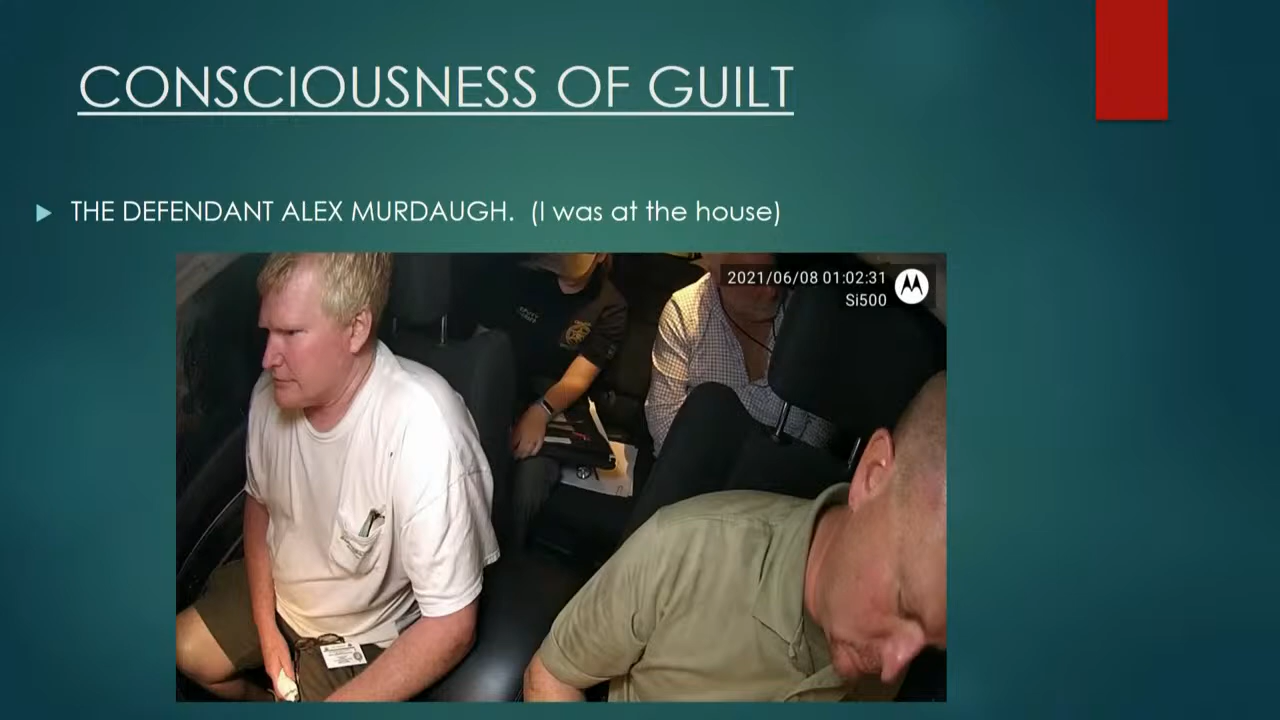 CONSCIOUSNESS OF GUILT
THE DEFENDANT ALEX MURDAUGH. (I was at the house)
2021/06/08 01:02:31
Si500